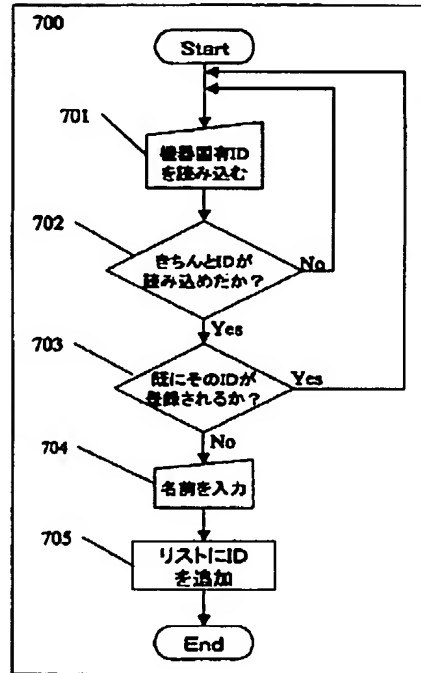 700
Start
701
機器固有ID
を読み込む
702
きちんとIDが
読み込めたか？
No
Yes
703
既にそのIDが
登録されるか？
Yes
No
704
名前を入力
705
リストにID
を追加
End